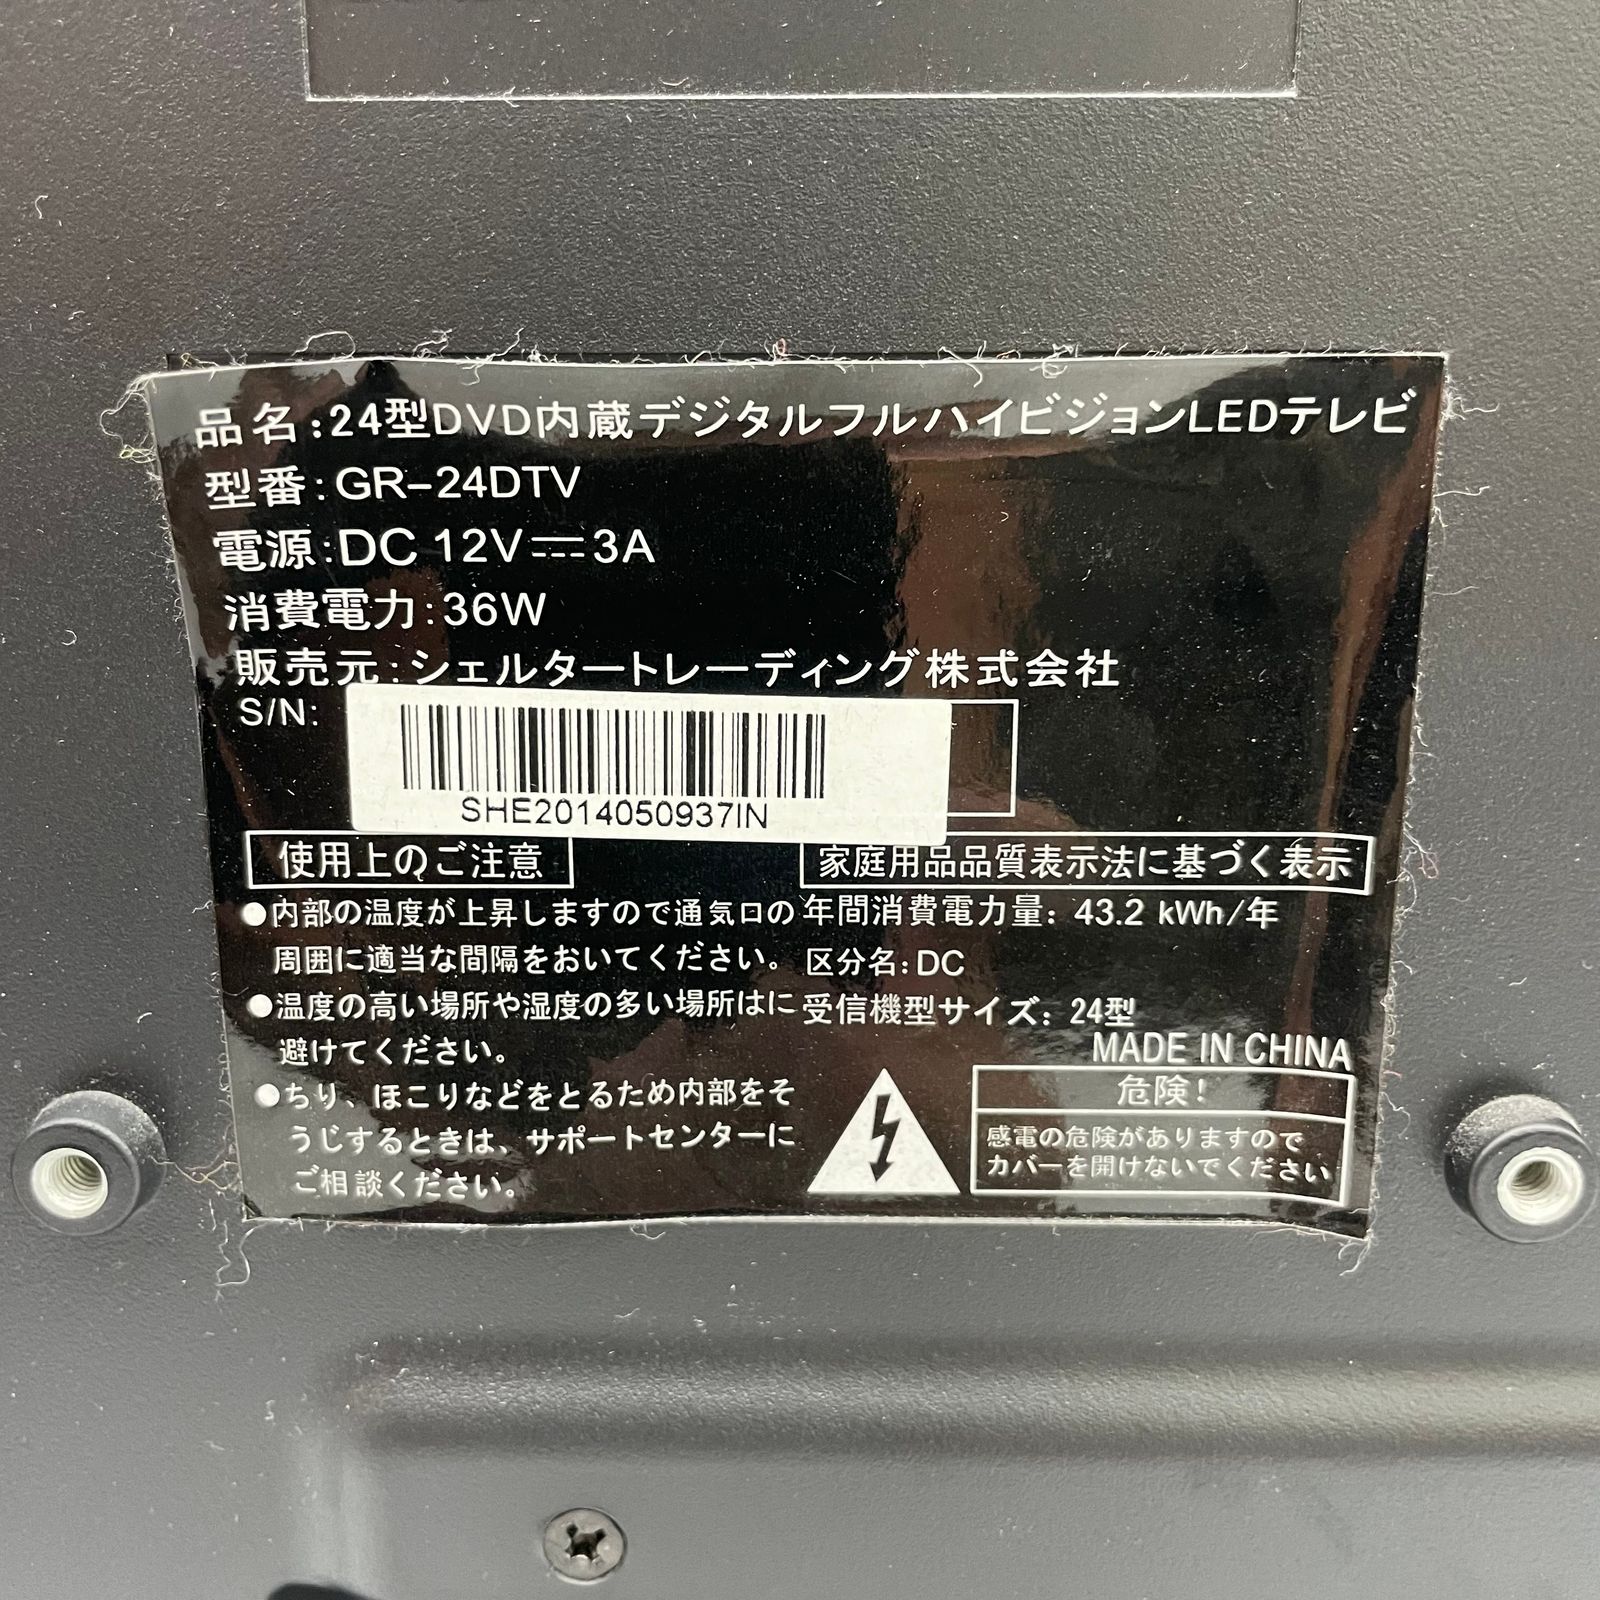 品名:24型DVD内蔵デジタルフルハイビジョンLEDテレビ
型番:GR-24DTV
電源:DC 12V⎓3A
消費電力:36W
販売元:シェルタートレーディング株式会社
S/N:
SHE2014050937IN
使用上のご注意
●内部の温度が上昇しますので通気口の
周囲に適当な間隔をおいてください。
●温度の高い場所や湿度の多い場所はに
避けてください。
●ちり、ほこりなどをとるため内部をそ
うじするときは、サポートセンターに
ご相談ください。
家庭用品品質表示法に基づく表示
年間消費電力量: 43.2 kWh/年
区分名:DC
受信機型サイズ: 24型
MADE IN CHINA
危険!
感電の危険がありますので
カバーを開けないでください